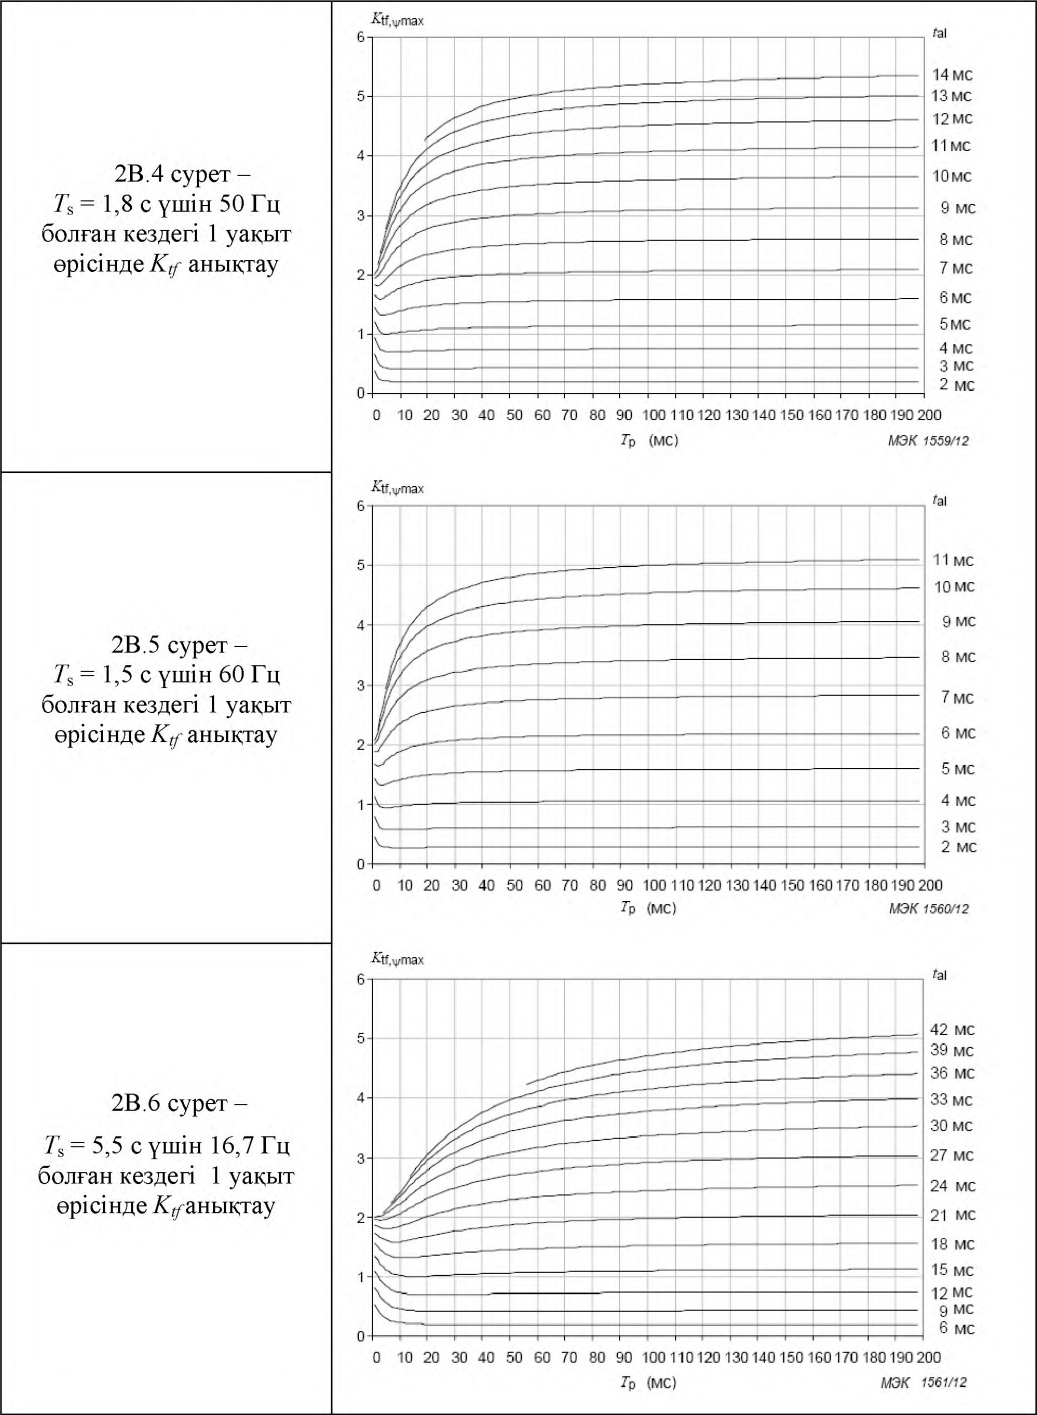 2В.4 сурет –
Ts = 1,8 с үшін 50 Гц
болған кездегі 1 уақыт
өрісінде Ktf анықтау
Ktf,ψmax
tal
6
5
4
3
2
1
0
14 мс
13 мс
12 мс
11 мс
10 мс
9 мс
8 мс
7 мс
6 мс
5 мс
4 мс
3 мс
2 мс
0 10 20 30 40 50 60 70 80 90 100 110 120 130 140 150 160 170 180 190 200
Tp (мс)
МЭК 1559/12
2В.5 сурет –
Ts = 1,5 с үшін 60 Гц
болған кездегі 1 уақыт
өрісінде Ktf анықтау
Ktf,ψmax
tal
6
5
4
3
2
1
0
11 мс
10 мс
9 мс
8 мс
7 мс
6 мс
5 мс
4 мс
3 мс
2 мс
0 10 20 30 40 50 60 70 80 90 100 110 120 130 140 150 160 170 180 190 200
Tp (мс)
МЭК 1560/12
2В.6 сурет –
Ts = 5,5 с үшін 16,7 Гц
болған кездегі 1 уақыт
өрісінде Ktf анықтау
Ktf,ψmax
tal
6
5
4
3
2
1
0
42 мс
39 мс
36 мс
33 мс
30 мс
27 мс
24 мс
21 мс
18 мс
15 мс
12 мс
9 мс
6 мс
0 10 20 30 40 50 60 70 80 90 100 110 120 130 140 150 160 170 180 190 200
Tp (мс)
МЭК 1561/12